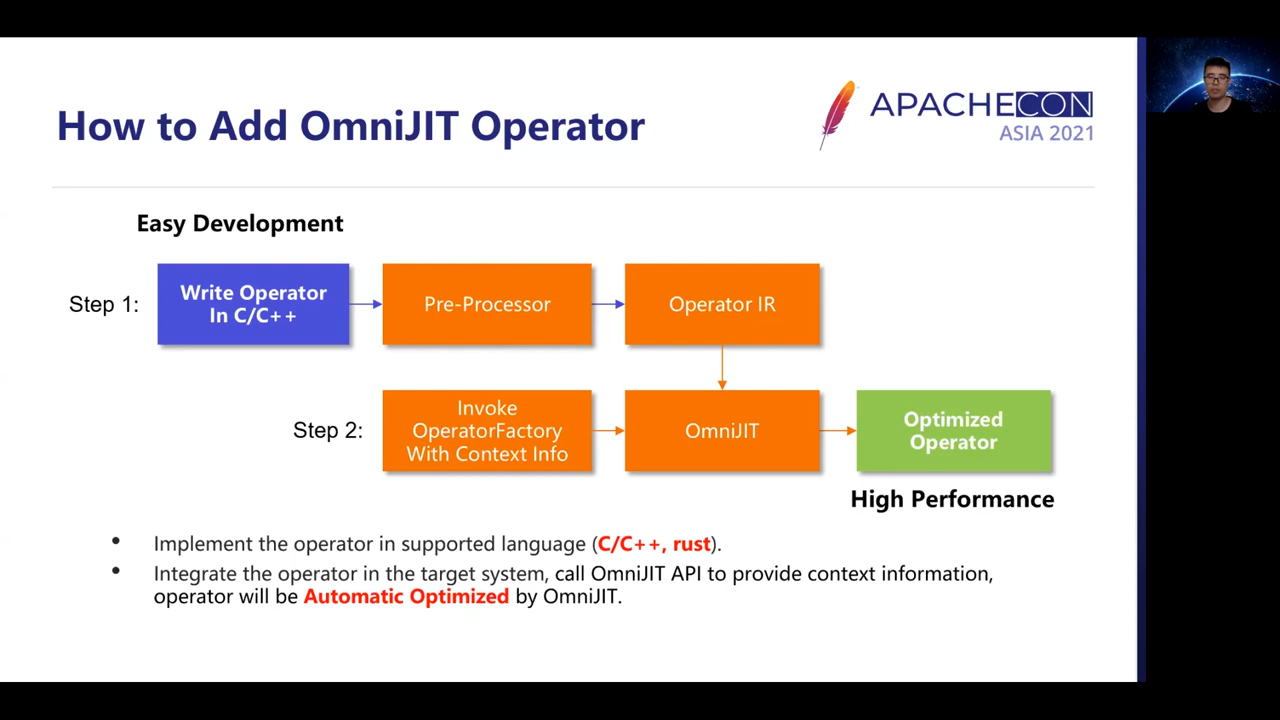 How to Add OmniJIT Operator
APACHECON
ASIA 2021
Easy Development
Step 1:
Write Operator
In C/C++
Pre-Processor
Operator IR
Step 2:
Invoke
OperatorFactory
With Context Info
OmniJIT
Optimized
Operator
High Performance
• Implement the operator in supported language (C/C++, rust).
• Integrate the operator in the target system, call OmniJIT API to provide context information,
operator will be Automatic Optimized by OmniJIT.